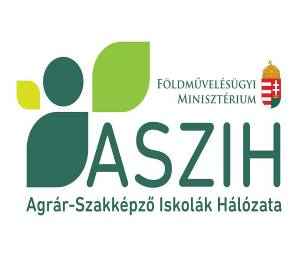 FÖLDMŰVELÉSÜGYI
MINISZTÉRIUM
ASZIH
Agrár-Szakképző Iskolák Hálózata